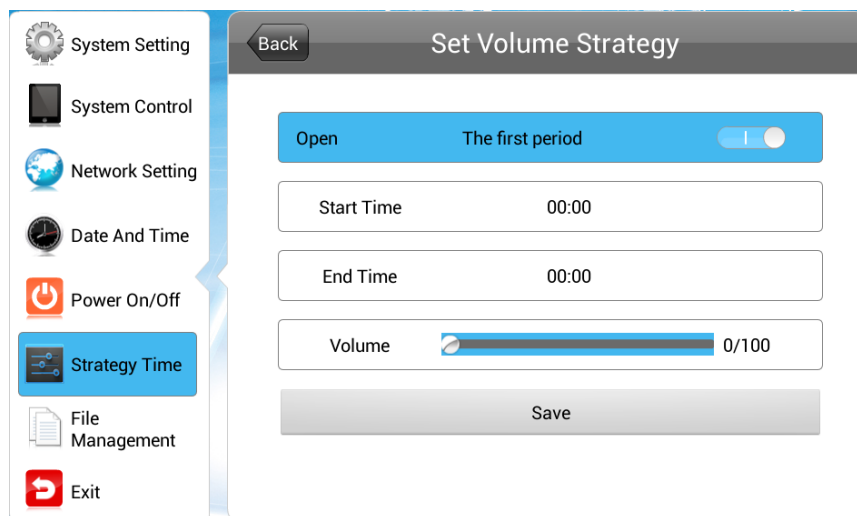 System Setting
System Control
Network Setting
Date And Time
Power On/Off
Strategy Time
File
Management
Exit
Back
Set Volume Strategy
Open The first period
Start Time 00:00
End Time 00:00
Volume 0/100
Save